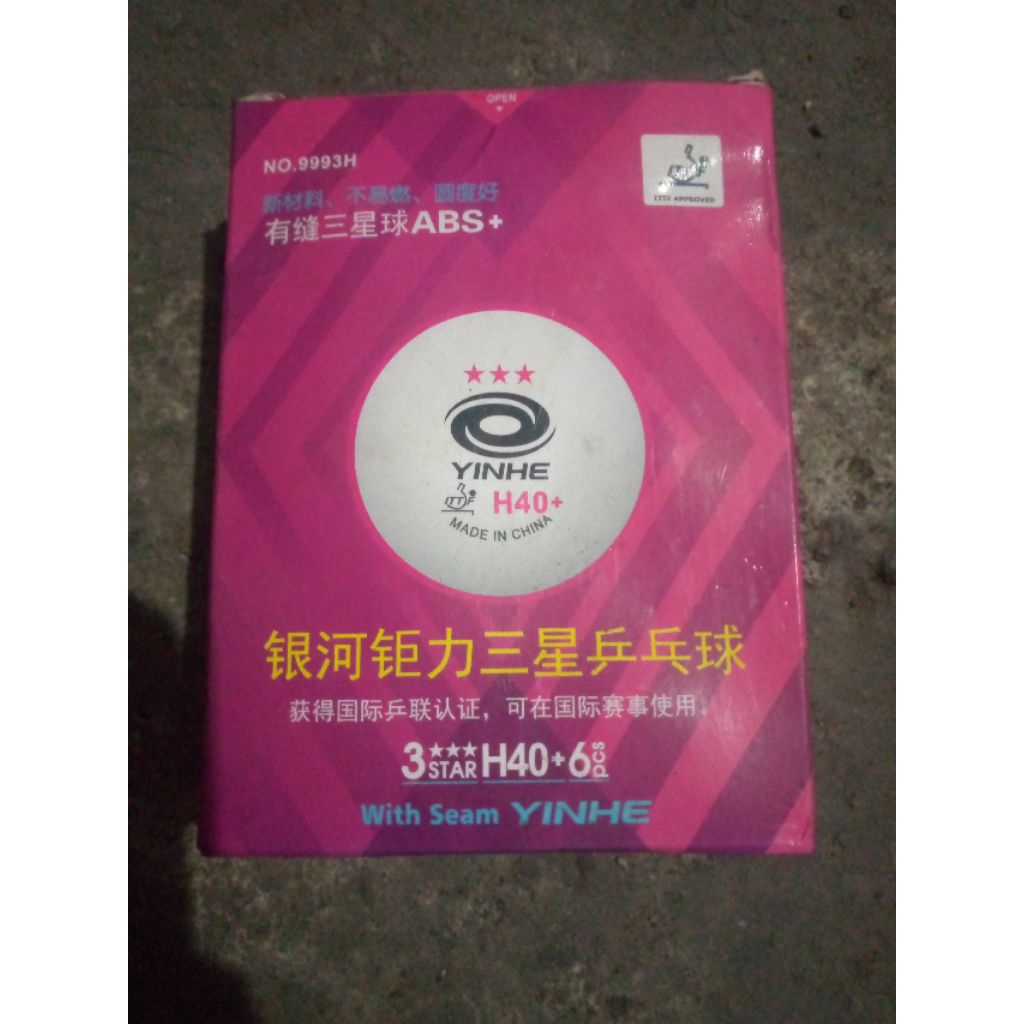 OPEN
NO.9993H
ITTF APPROVED
新材料、不易燃、圆度好
有缝三星球ABS+
YINHE
ITTF H40+
MADE IN CHINA
银河钜力三星乒乓球
获得国际乒联认证，可在国际赛事使用。
3 STAR H40+ 6 pcs
With Seam YINHE